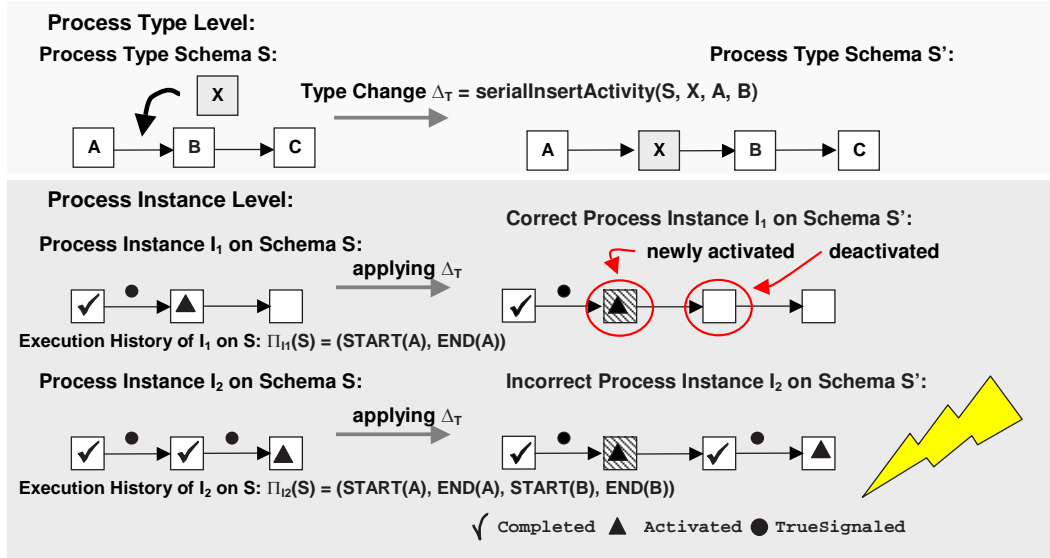 Process Type Level:
Process Type Schema S:
Process Type Schema S’:
X
Type Change ΔT = serialInsertActivity(S, X, A, B)
A B C
A X B C
Process Instance Level:
Correct Process Instance I1 on Schema S’:
Process Instance I1 on Schema S:
newly activated deactivated
applying ΔT
Execution History of I1 on S: ΠI1(S) = (START(A), END(A))
Process Instance I2 on Schema S:
Incorrect Process Instance I2 on Schema S’:
applying ΔT
Execution History of I2 on S: ΠI2(S) = (START(A), END(A), START(B), END(B))
Completed Activated TrueSignaled